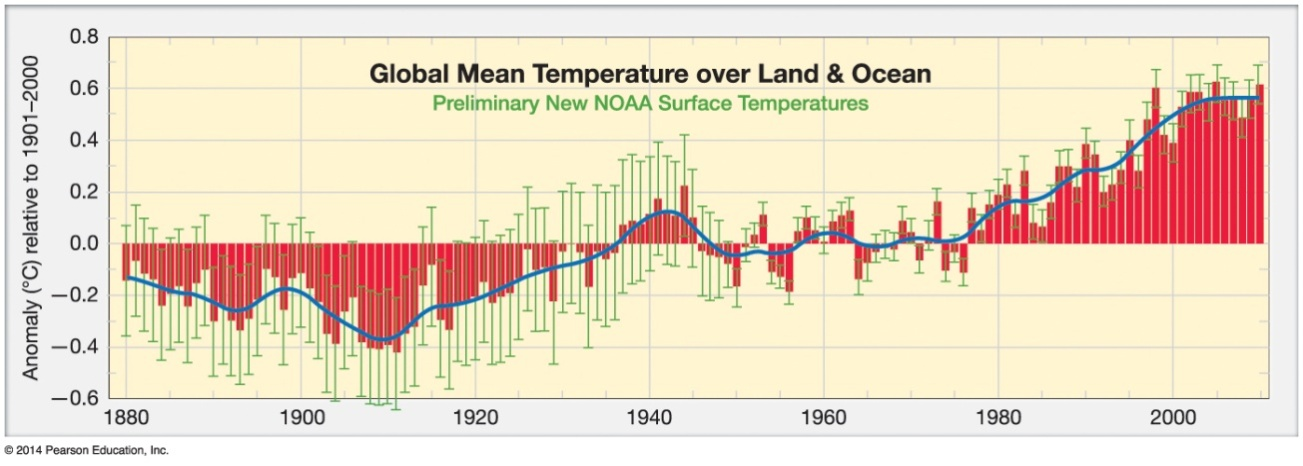 Global Mean Temperature over Land & Ocean
Preliminary New NOAA Surface Temperatures
Anomaly (°C) relative to 1901–2000
0.8
0.6
0.4
0.2
0.0
−0.2
−0.4
−0.6
1880 1900 1920 1940 1960 1980 2000
© 2014 Pearson Education, Inc.